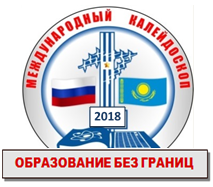 МЕЖДУНАРОДНЫЙ КАЛЕЙДОСКОП
2018
ОБРАЗОВАНИЕ БЕЗ ГРАНИЦ